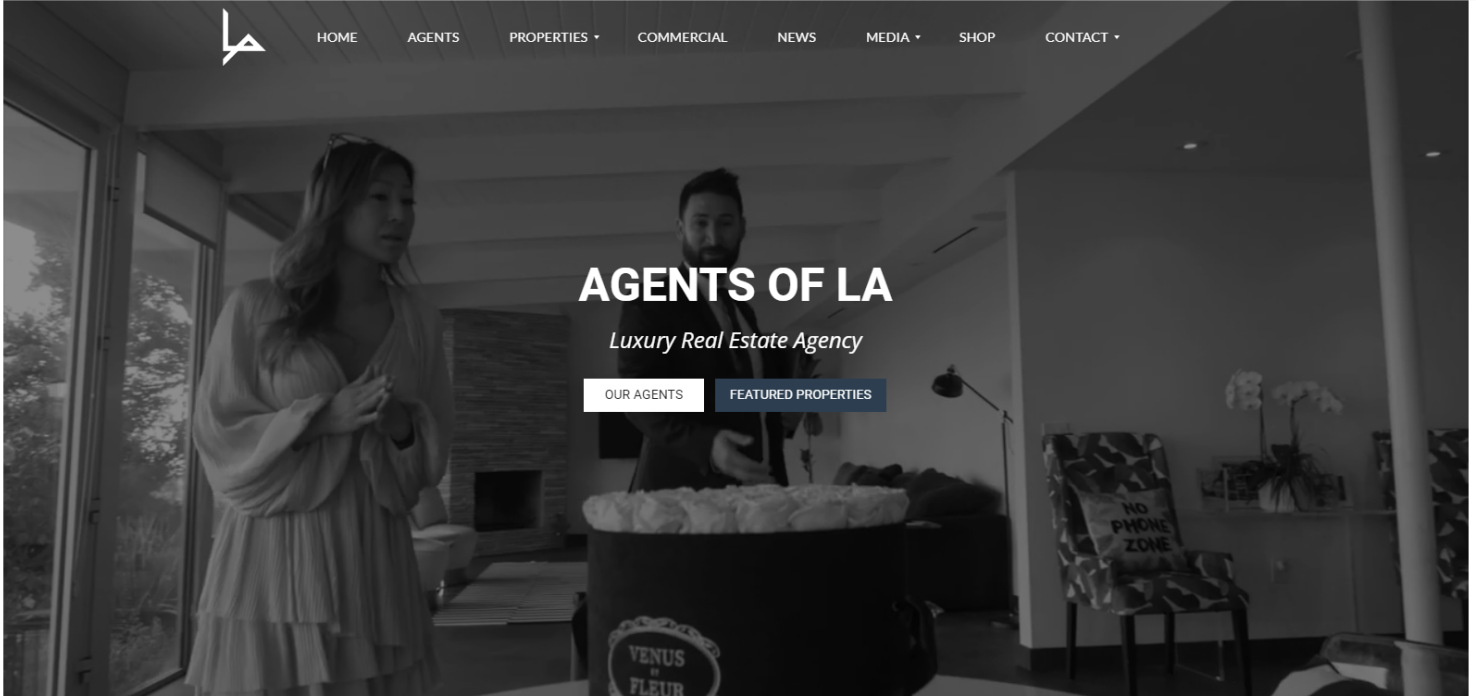 LA
HOME AGENTS PROPERTIES COMMERCIAL NEWS MEDIA SHOP CONTACT
AGENTS OF LA
Luxury Real Estate Agency
OUR AGENTS FEATURED PROPERTIES
NO
PHONE
ZONE
VENUS
ET
FLEUR